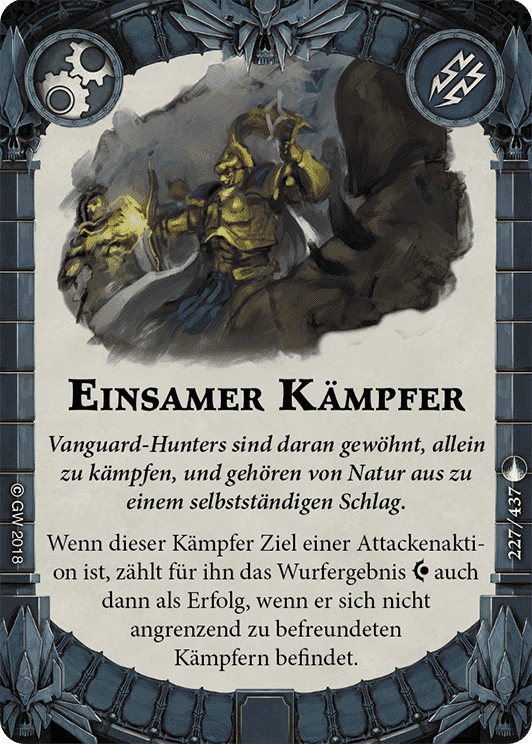 EINSAMER KÄMPFER
Vanguard-Hunters sind daran gewöhnt, allein
zu kämpfen, und gehören von Natur aus zu
einem selbstständigen Schlag.
Wenn dieser Kämpfer Ziel einer Attackenakti-
on ist, zählt für ihn das Wurfergebnis auch
dann als Erfolg, wenn er sich nicht
angrenzend zu befreundeten
Kämpfern befindet.
© GW 2018
227/437